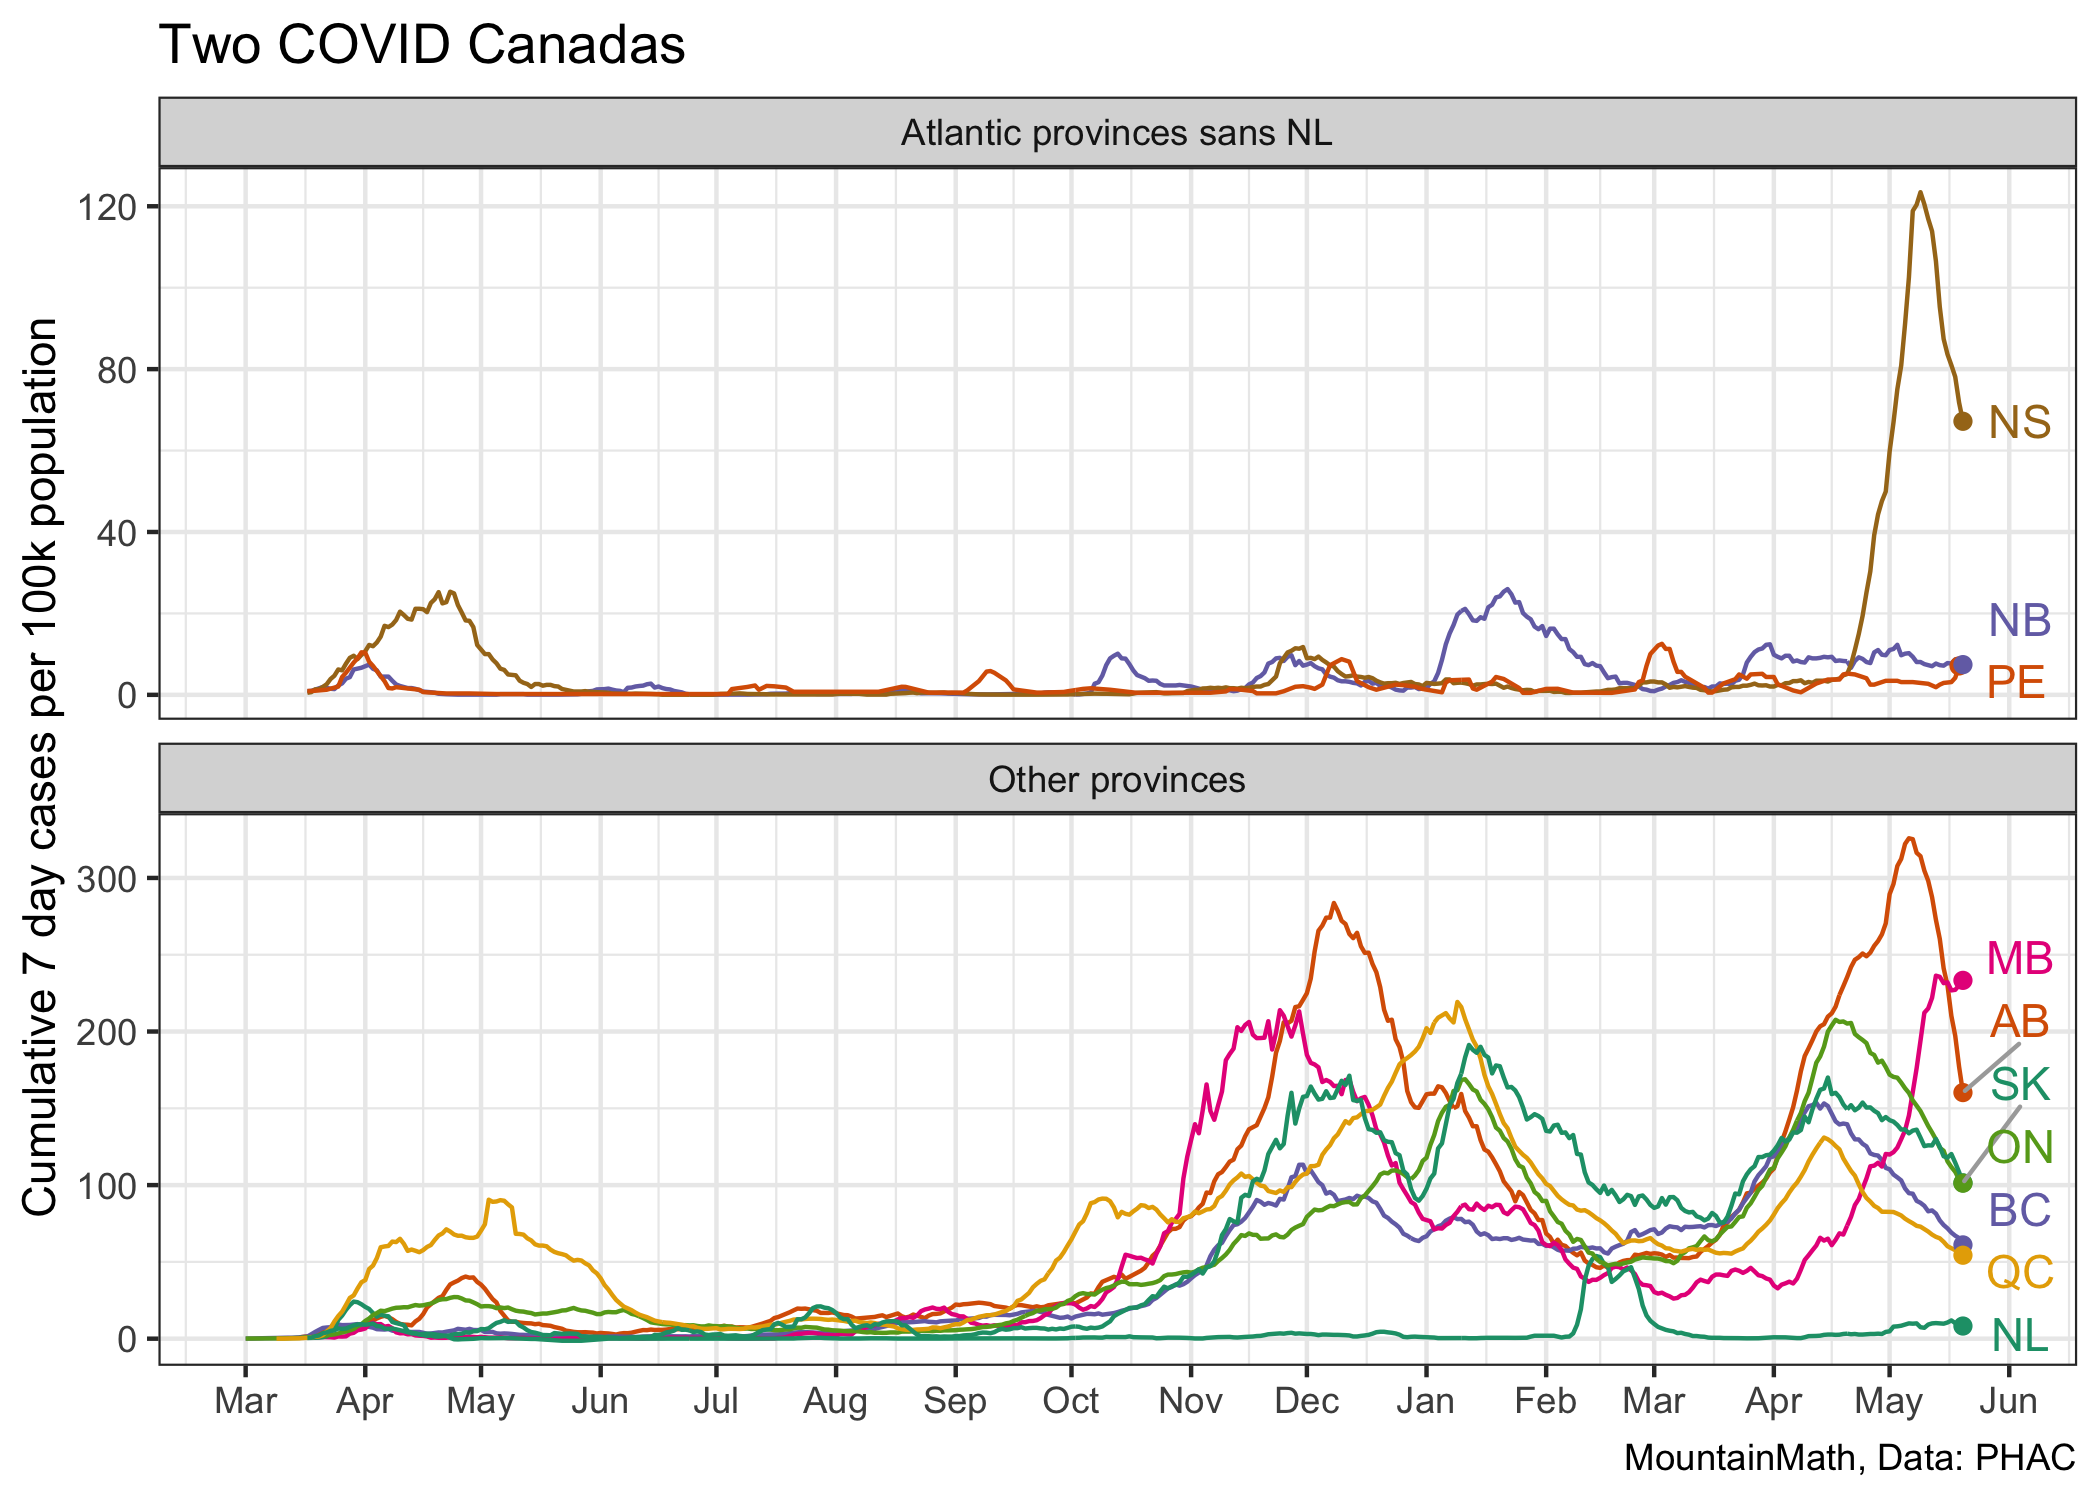 Two COVID Canadas
Atlantic provinces sans NL
Cumulative 7 day cases per 100k population
120
80
40
0
NS
NB
PE
Other provinces
300
200
100
0
MB
AB
SK
ON
BC
QC
NL
Mar Apr May Jun Jul Aug Sep Oct Nov Dec Jan Feb Mar Apr May Jun
MountainMath, Data: PHAC